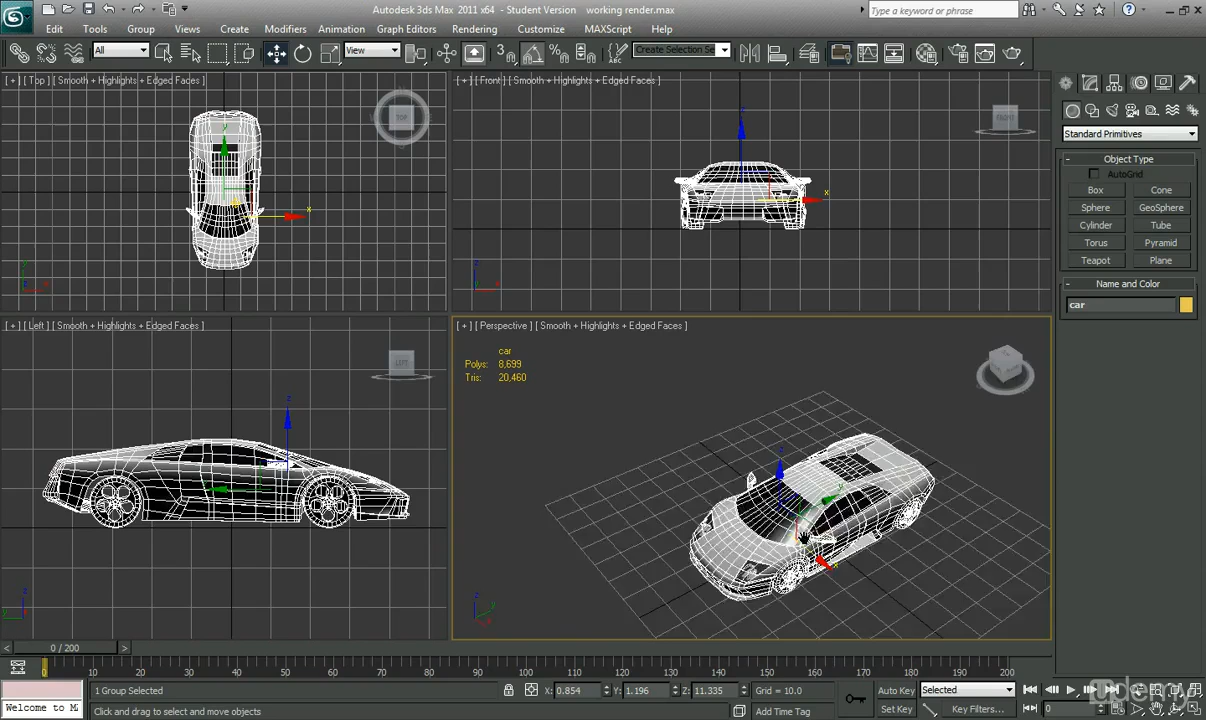 Autodesk 3ds Max 2011 x64 - Student Version working render.max
Type a keyword or phrase
Edit Tools Group Views Create Modifiers Animation Graph Editors Rendering Customize MAXScript Help
All View 3 % Create Selection Se
[ + ] [ Top ] [ Smooth + Highlights + Edged Faces ]
[ + ] [ Front ] [ Smooth + Highlights + Edged Faces ]
TOP
FRONT
Standard Primitives
- Object Type
AutoGrid
Box Cone
Sphere GeoSphere
Cylinder Tube
Torus Pyramid
Teapot Plane
- Name and Color
car
[ + ] [ Left ] [ Smooth + Highlights + Edged Faces ]
[ + ] [ Perspective ] [ Smooth + Highlights + Edged Faces ]
LEFT
car
Polys: 8,699
Tris: 20,460
< 0 / 200 >
0 10 20 30 40 50 60 70 80 90 100 110 120 130 140 150 160 170 180 190 200
1 Group Selected X: 0.854 Y: 1.196 Z: 11.335 Grid = 10.0 Auto Key Selected
Welcome to Click and drag to select and move objects Add Time Tag Set Key Key Filters... 0
udemy